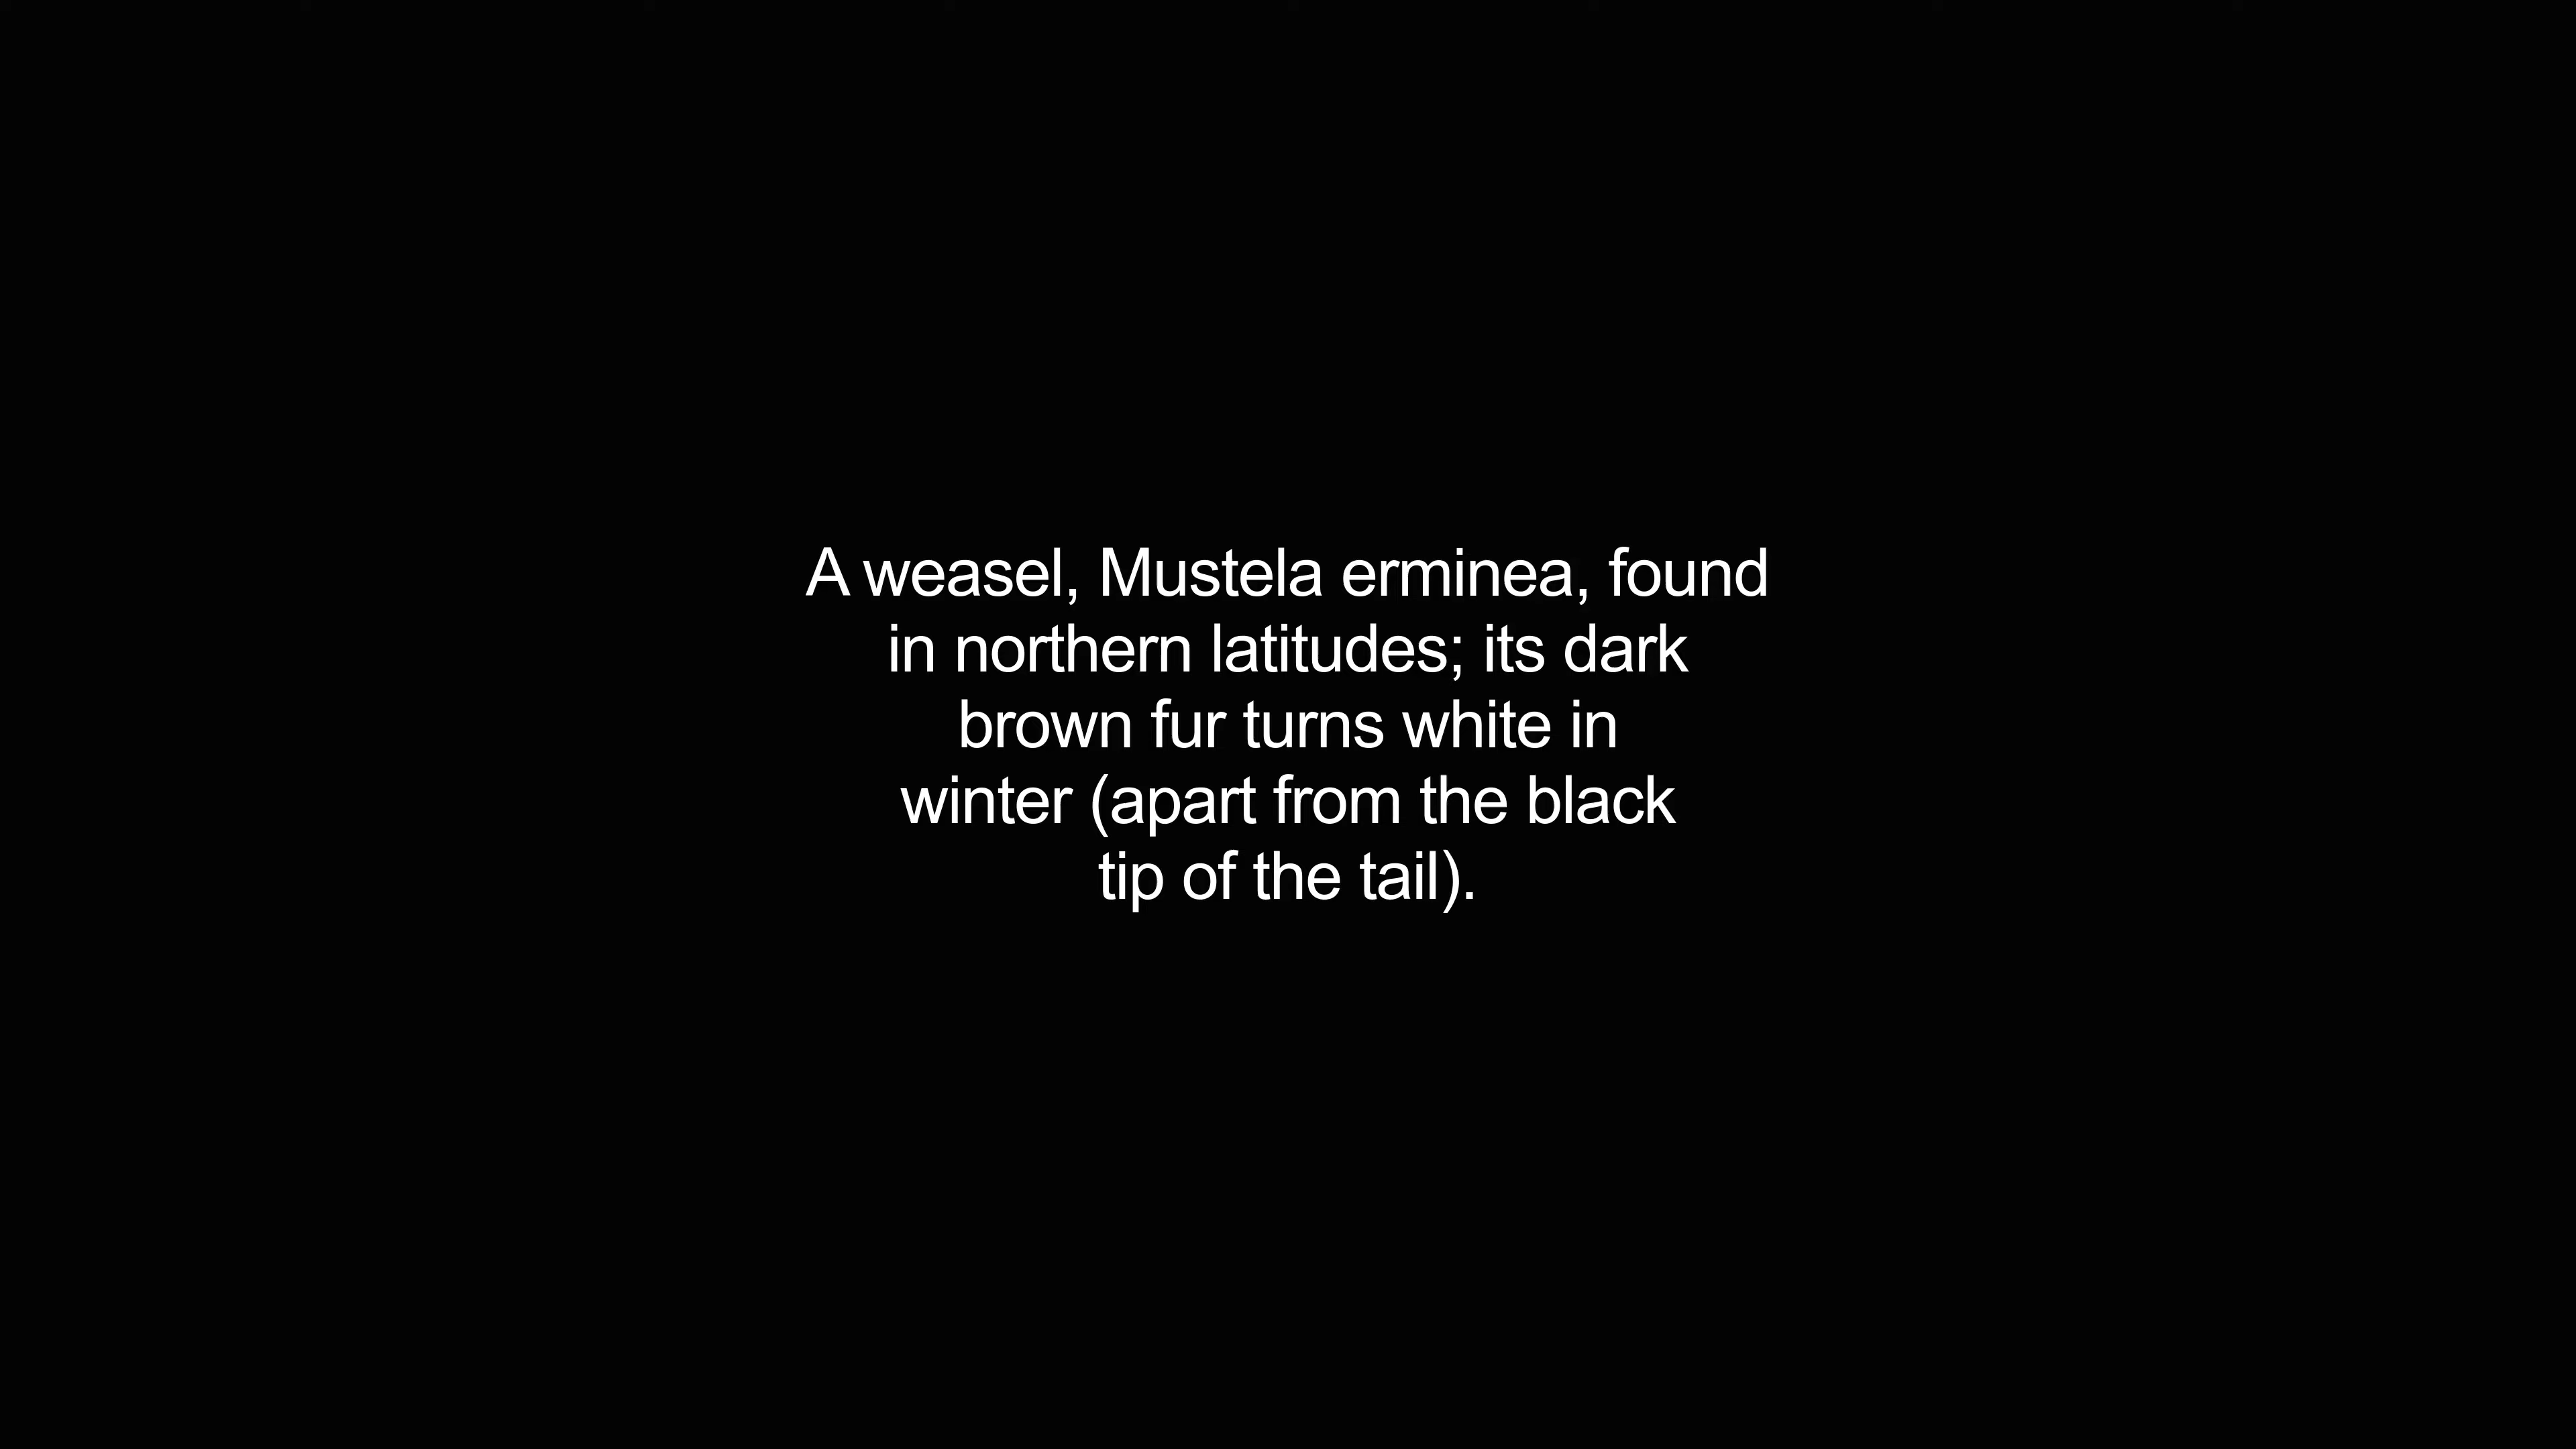 A weasel, Mustela erminea, found
in northern latitudes; its dark
brown fur turns white in
winter (apart from the black
tip of the tail).